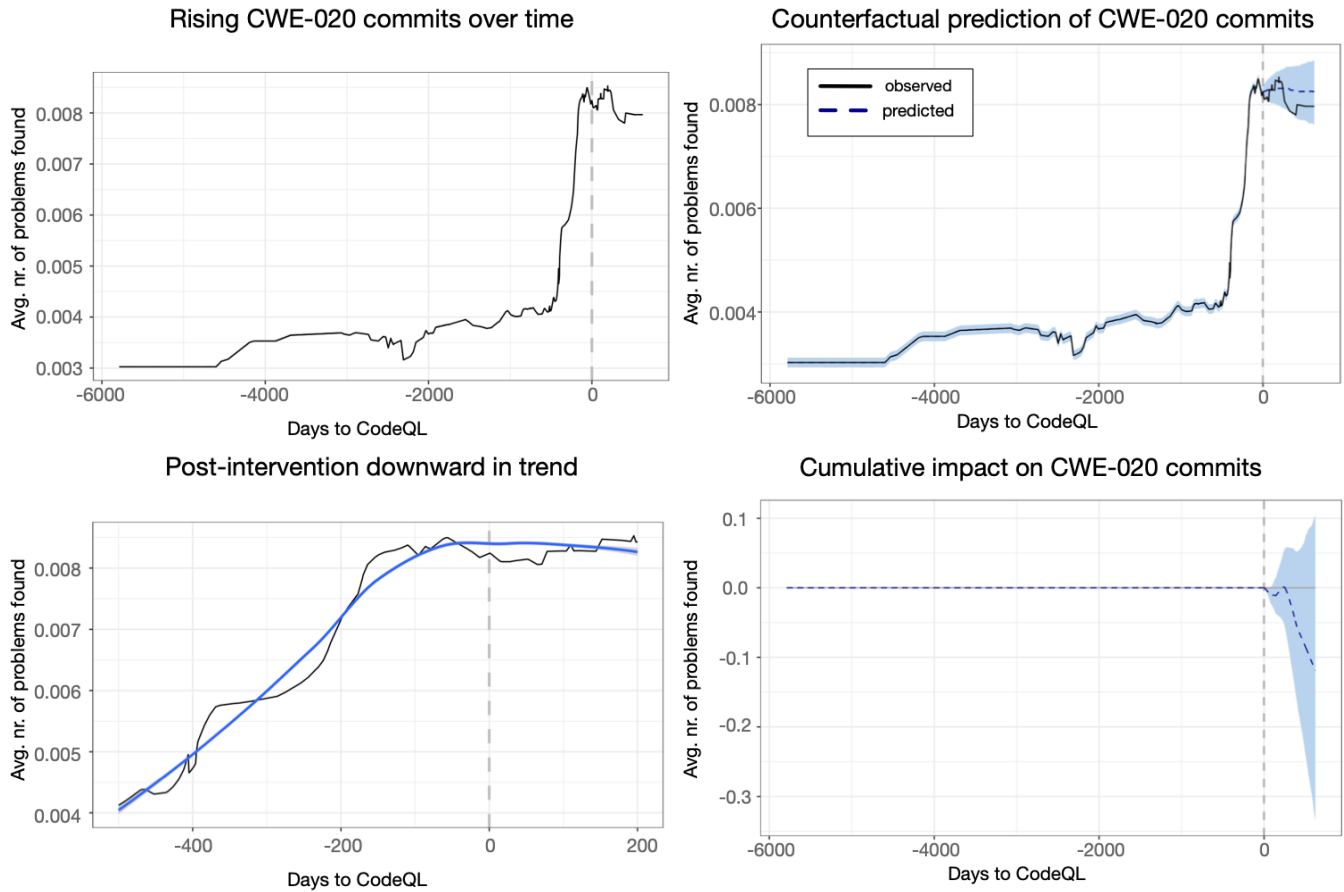 Rising CWE-020 commits over time
Avg. nr. of problems found
0.008
0.007
0.006
0.005
0.004
0.003
-6000
-4000
-2000
0
Days to CodeQL
Counterfactual prediction of CWE-020 commits
observed
predicted
Avg. nr. of problems found
0.008
0.006
0.004
-6000
-4000
-2000
0
Days to CodeQL
Post-intervention downward in trend
Avg. nr. of problems found
0.008
0.007
0.006
0.005
0.004
-400
-200
0
200
Days to CodeQL
Cumulative impact on CWE-020 commits
Avg. nr. of problems found
0.1
0.0
-0.1
-0.2
-0.3
-6000
-4000
-2000
0
Days to CodeQL